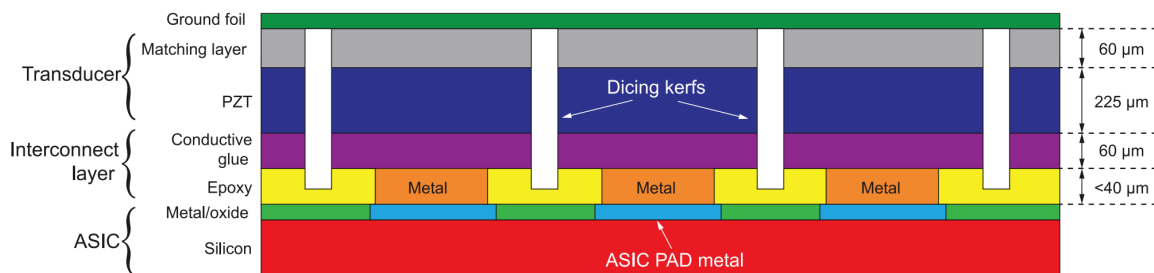 Ground foil
Matching layer
60 μm
Transducer
Dicing kerfs
PZT
225 μm
Conductive
glue
60 μm
Interconnect
layer
Epoxy
Metal
Metal
Metal
<40 μm
Metal/oxide
ASIC
Silicon
ASIC PAD metal